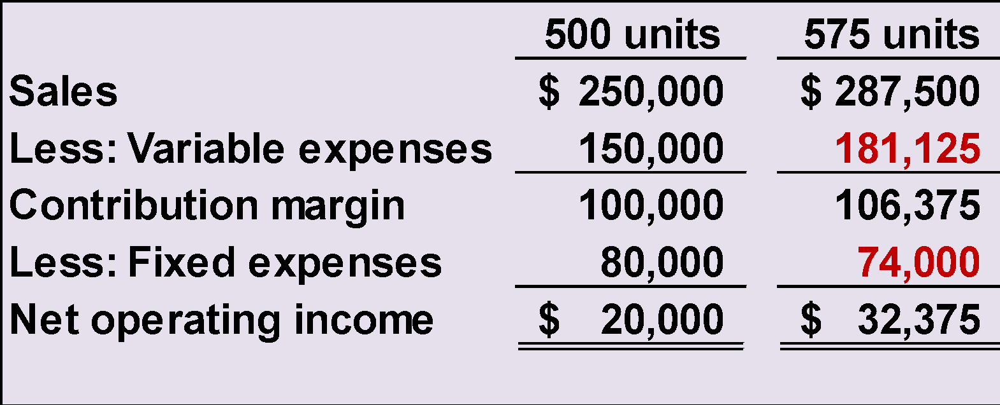 500 units 575 units
Sales $ 250,000 $ 287,500
Less: Variable expenses 150,000 181,125
Contribution margin 100,000 106,375
Less: Fixed expenses 80,000 74,000
Net operating income $ 20,000 $ 32,375